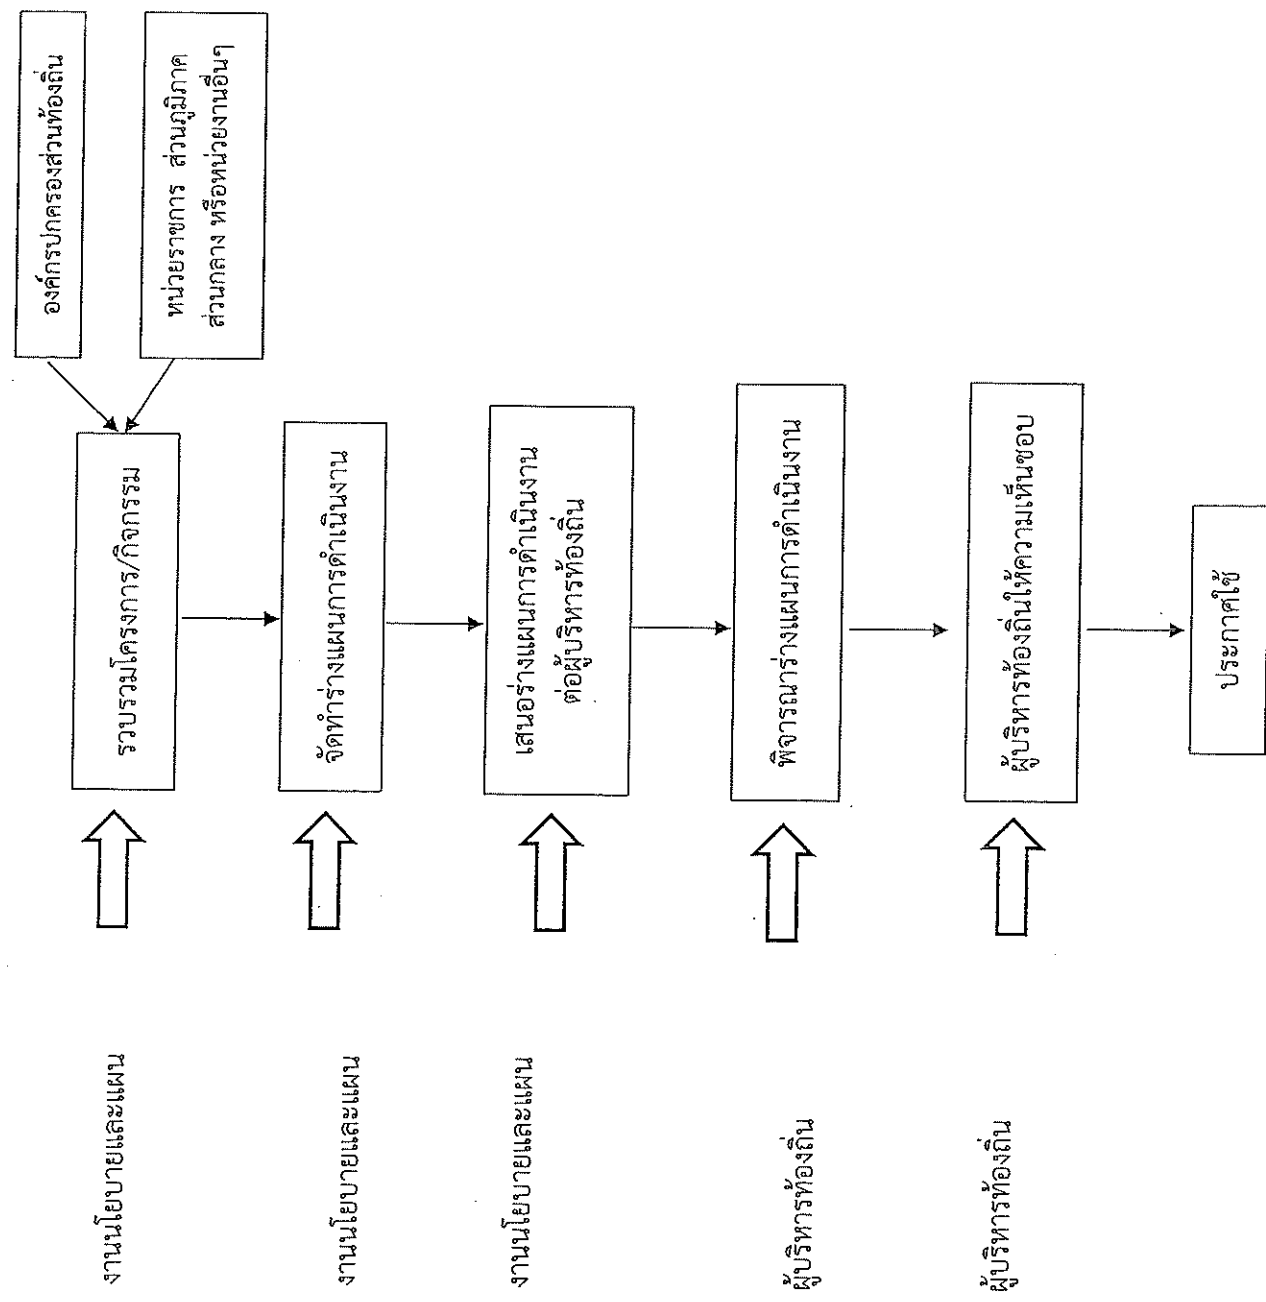 องค์กรปกครองส่วนท้องถิ่น
หน่วยราชการ ส่วนภูมิภาค
ส่วนกลาง หรือหน่วยงานอื่นๆ
งานนโยบายและแผน
รวบรวมโครงการ/กิจกรรม
งานนโยบายและแผน
จัดทำร่างแผนการดำเนินงาน
งานนโยบายและแผน
เสนอร่างแผนการดำเนินงาน
ต่อผู้บริหารท้องถิ่น
ผู้บริหารท้องถิ่น
พิจารณาร่างแผนการดำเนินงาน
ผู้บริหารท้องถิ่น
ผู้บริหารท้องถิ่นให้ความเห็นชอบ
ประกาศใช้